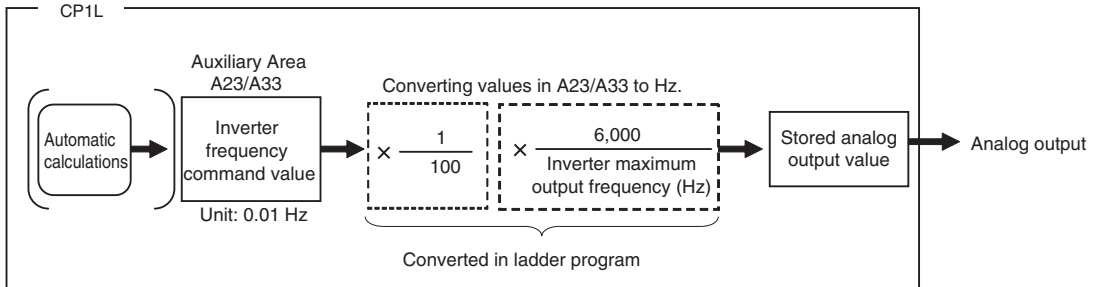 CP1L
Auxiliary Area
A23/A33
Converting values in A23/A33 to Hz.
Automatic
calculations
Inverter
frequency
command value
× 1
100
× 6,000
Inverter maximum
output frequency (Hz)
Stored analog
output value
Analog output
Unit: 0.01 Hz
Converted in ladder program